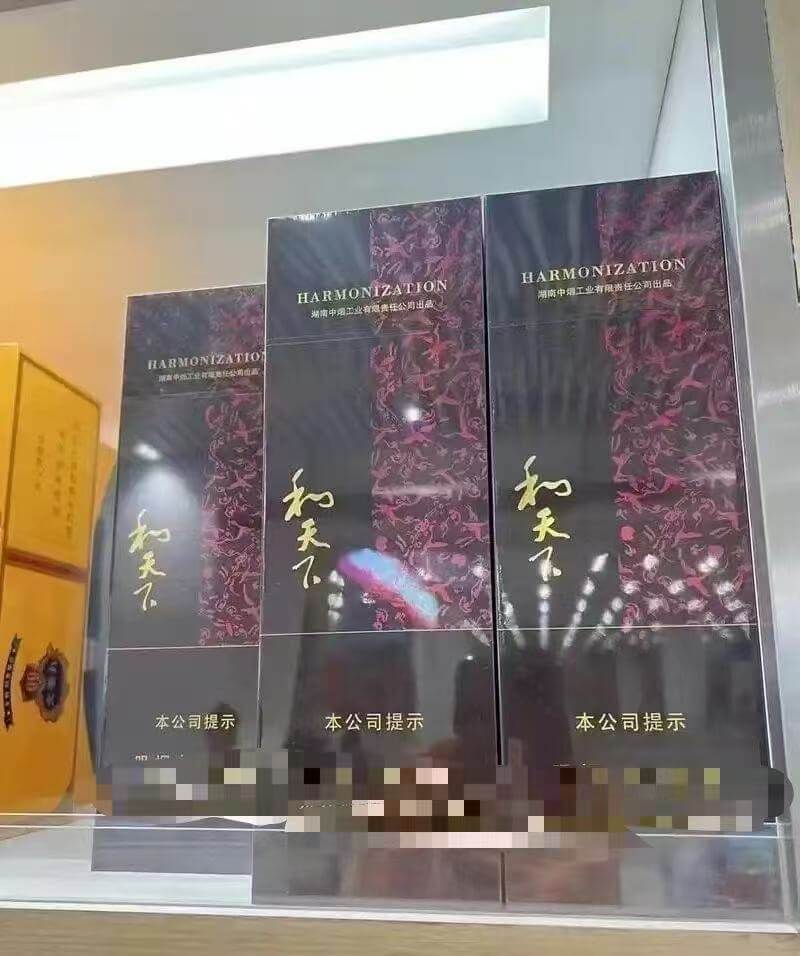 HARMONIZATION
湖南中烟工业有限责任公司出品
和天下
本公司提示
HARMONIZATION
湖南中烟工业有限责任公司出品
和天下
本公司提示
HARMONIZATION
湖南中烟工业有限责任公司出品
和天下
本公司提示